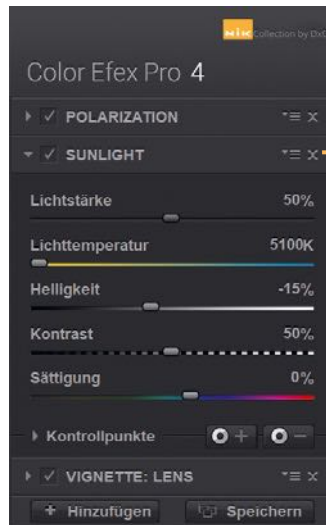 Nik Collection by DxO
Color Efex Pro 4
POLARIZATION
SUNLIGHT
Lichtstärke 50%
Lichttemperatur 5100K
Helligkeit -15%
Kontrast 50%
Sättigung 0%
Kontrollpunkte
VIGNETTE: LENS
Hinzufügen Speichern